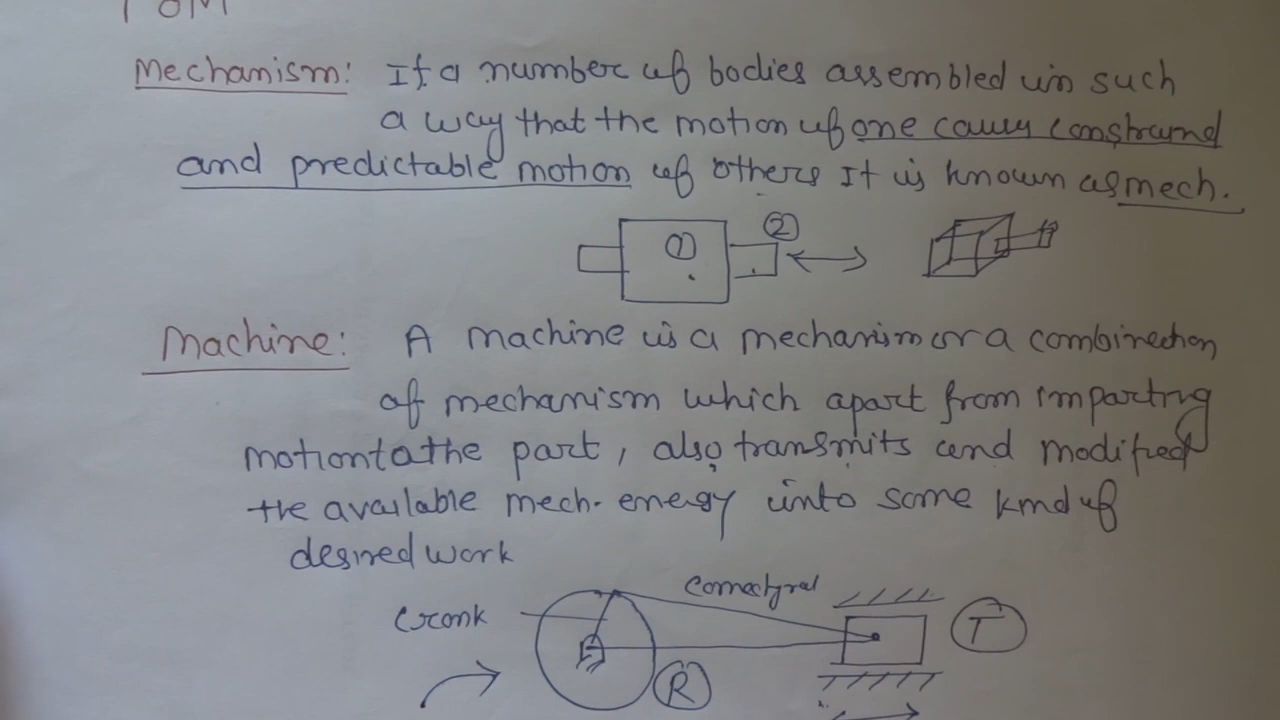 TOM
Mechanism: If a number of bodies assembled in such
a way that the motion of one causes constrained
and predictable motion of others It is known as mech.
① ②
Machine: A machine is a mechanism or a combination
of mechanism which apart from imparting
motion to the part, also transmits and modified
the available mech. energy into some kind of
desired work
Connecting rod
Crank
T
R